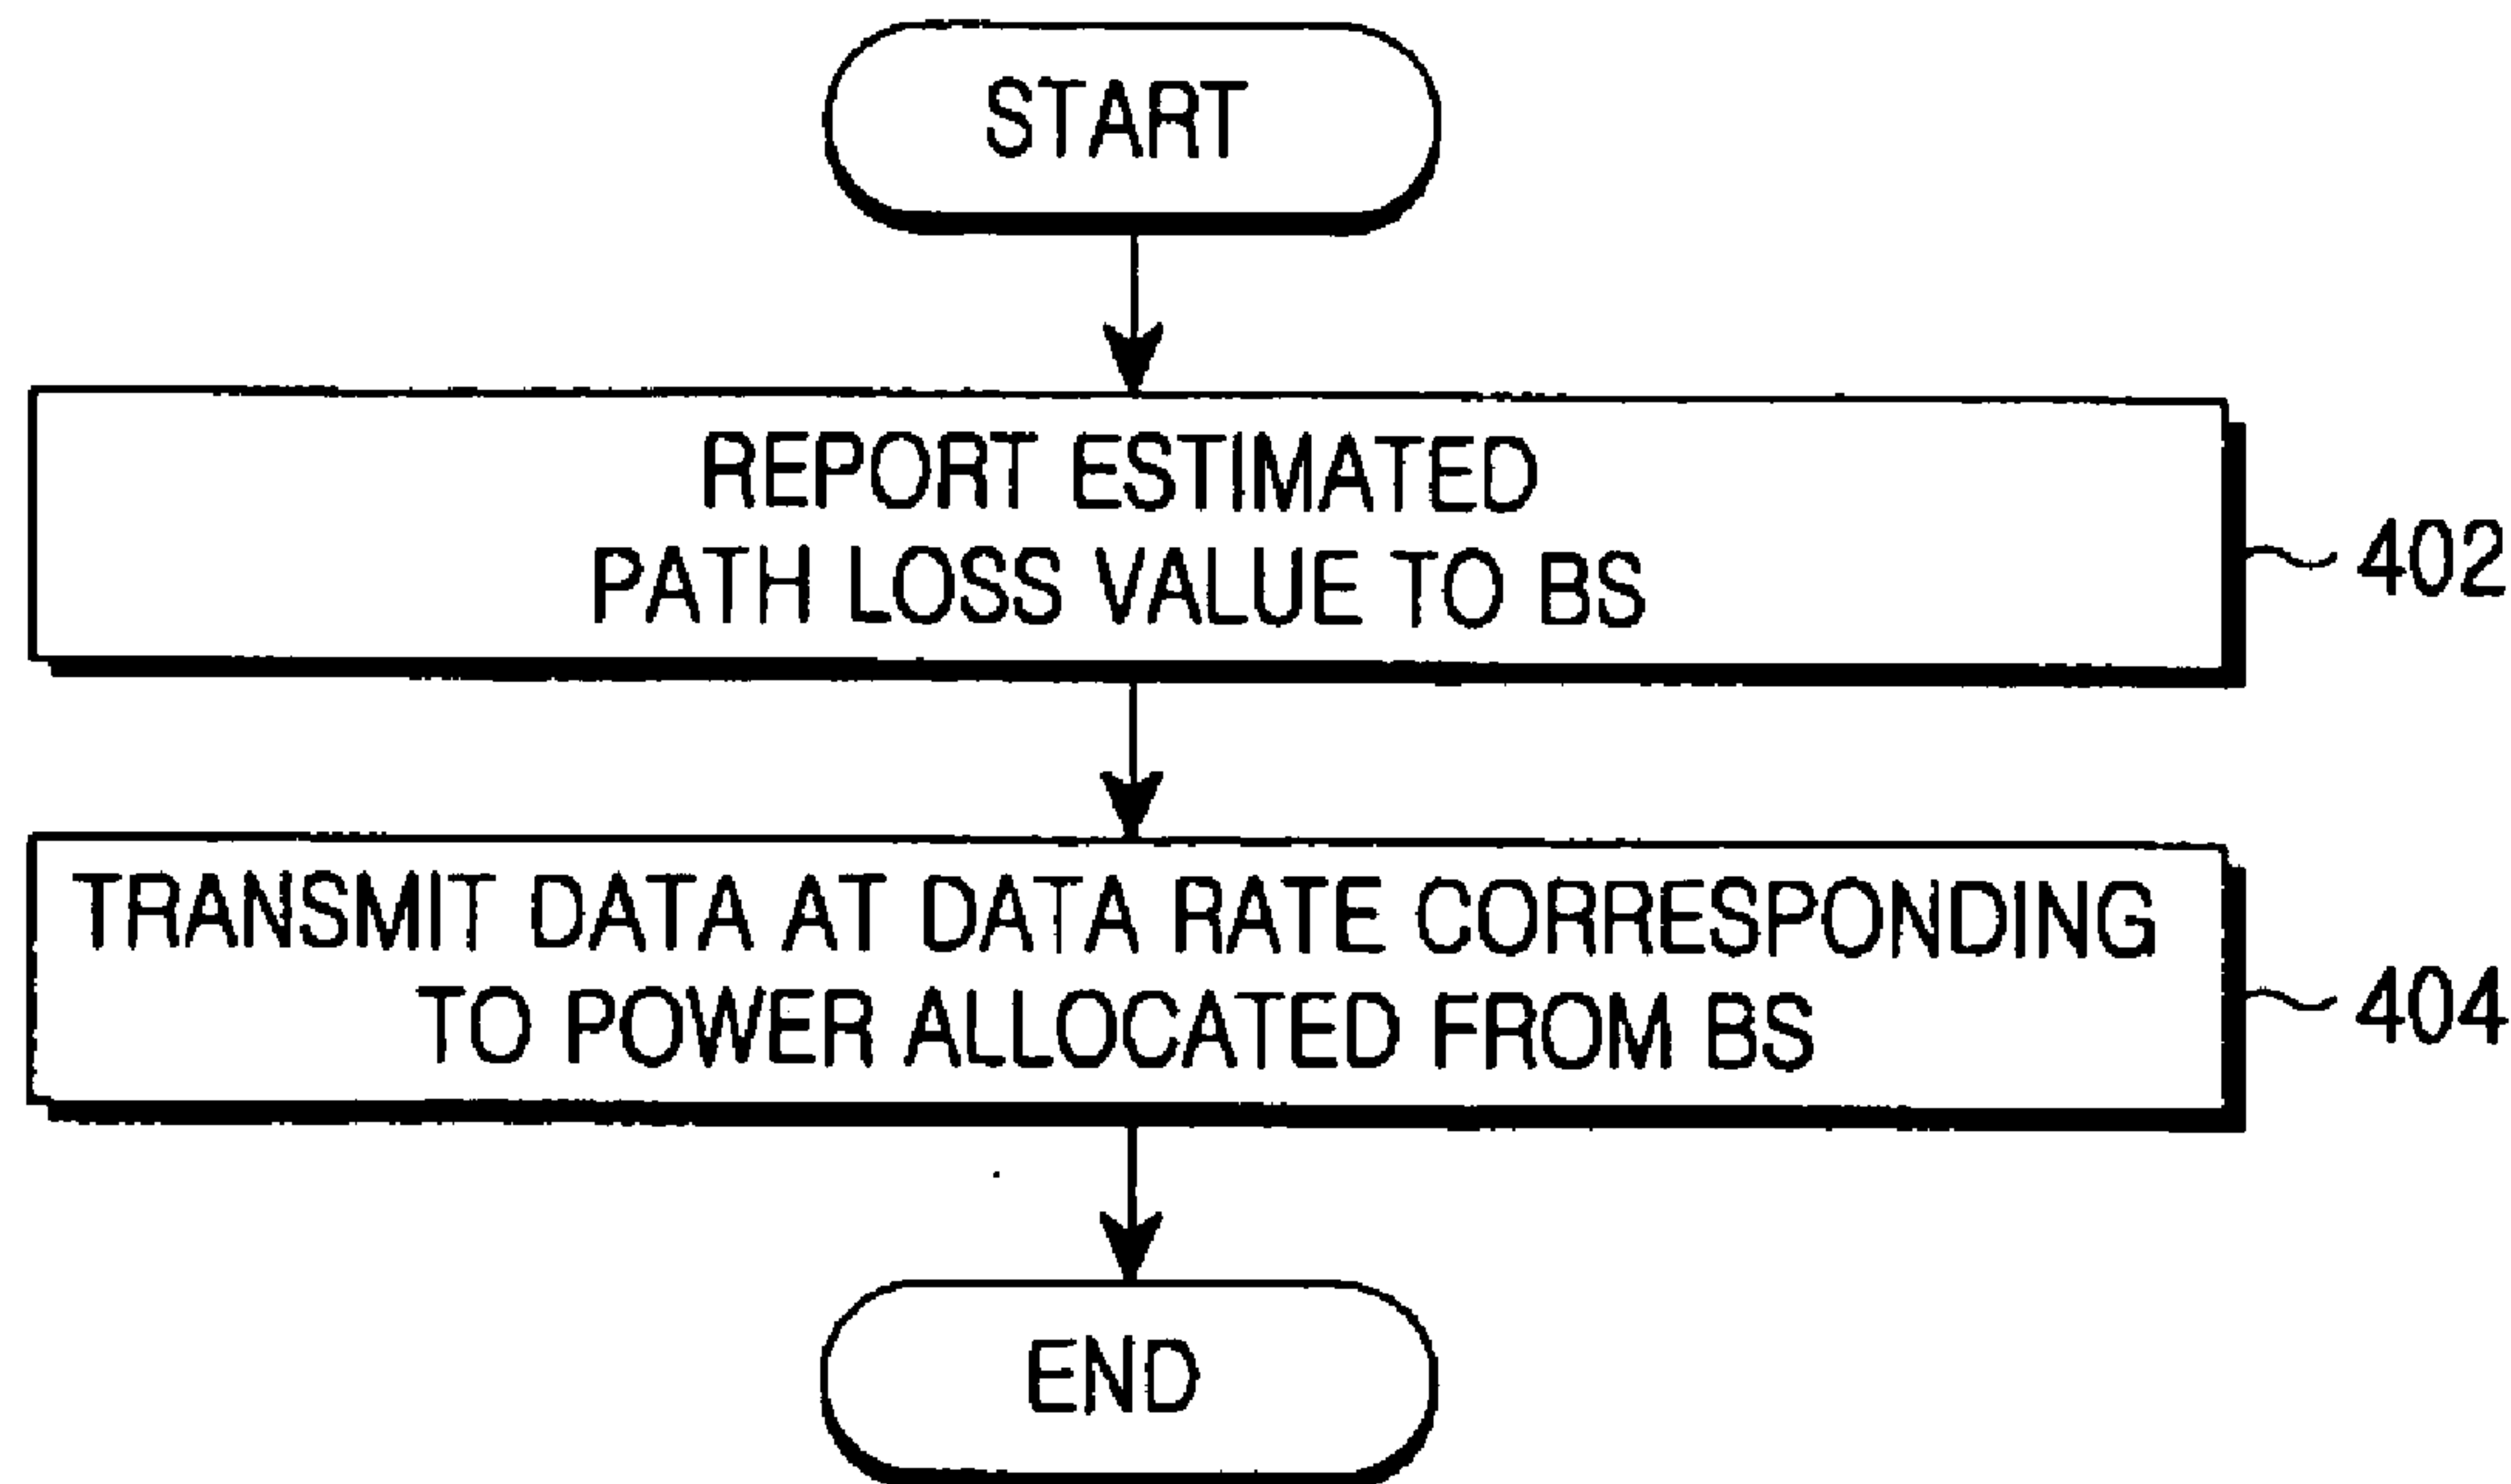 START
REPORT ESTIMATED
PATH LOSS VALUE TO BS
402
TRANSMIT DATA AT DATA RATE CORRESPONDING
TO POWER ALLOCATED FROM BS
404
END